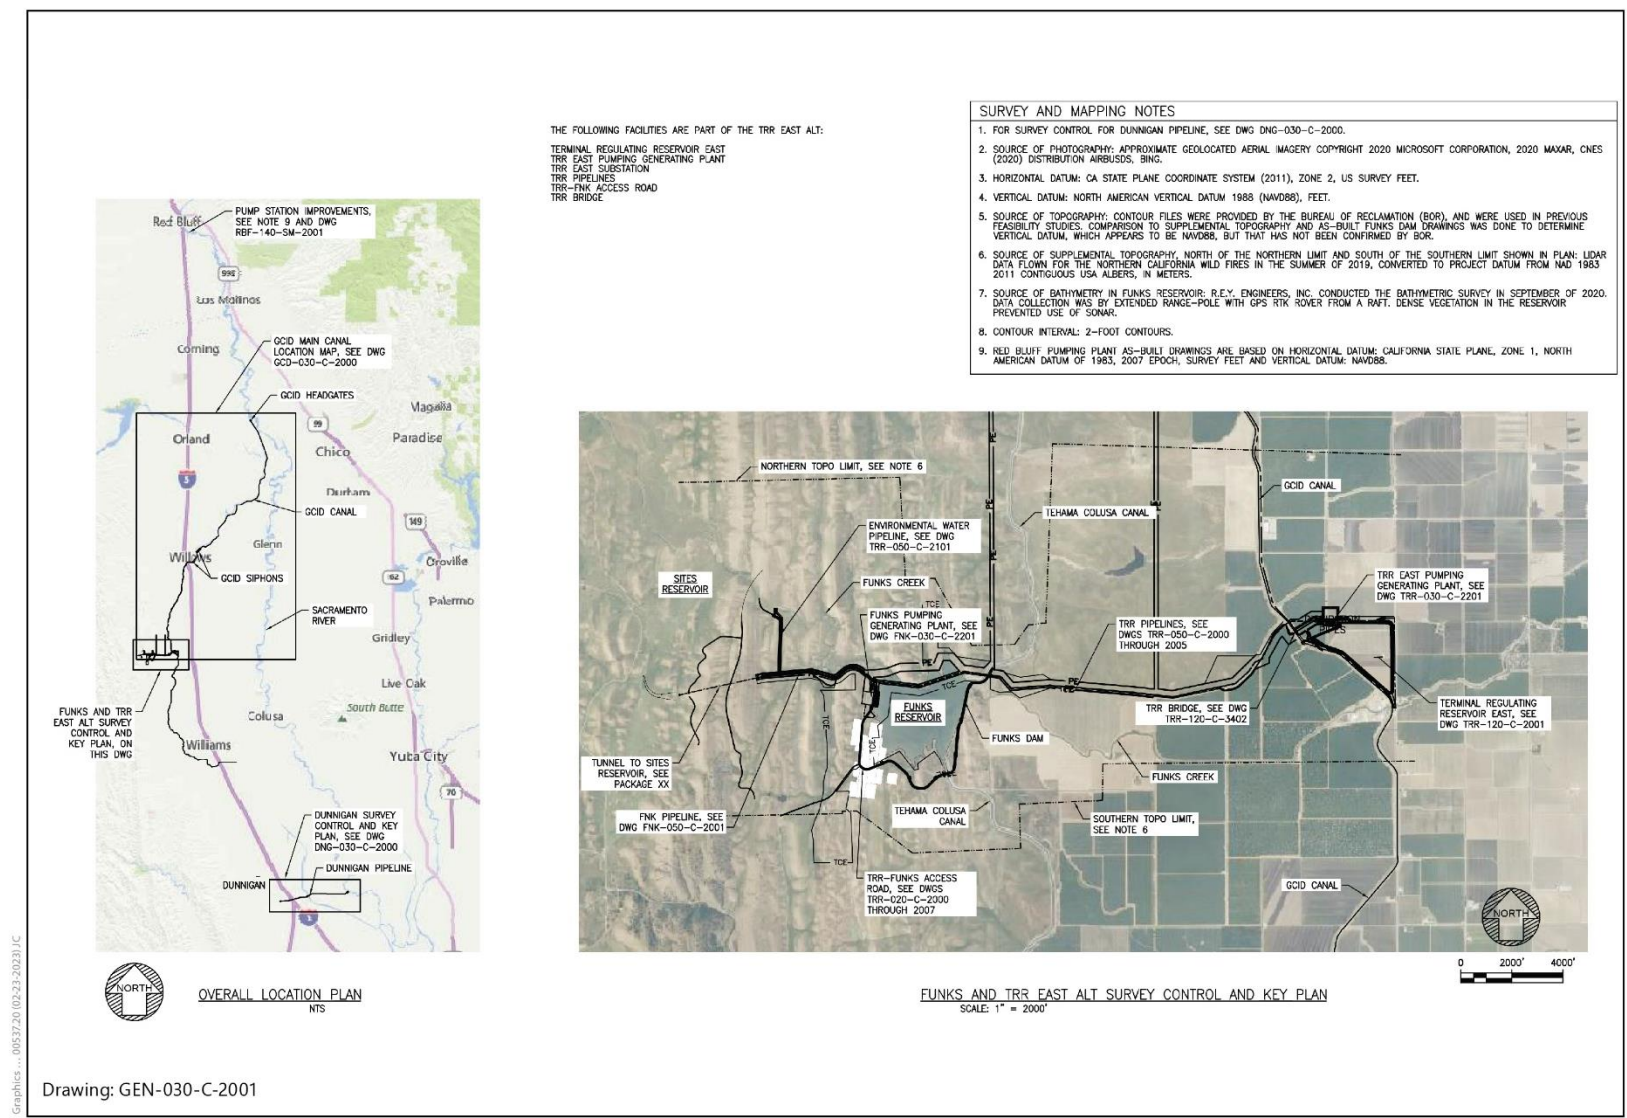 THE FOLLOWING FACILITIES ARE PART OF THE TRR EAST ALT:
TERMINAL REGULATING RESERVOIR EAST
TRR EAST PUMPING GENERATING PLANT
TRR EAST SUBSTATION
TRR PIPELINES
TRR-FNK ACCESS ROAD
TRR BRIDGE
SURVEY AND MAPPING NOTES
1. FOR SURVEY CONTROL FOR DUNNIGAN PIPELINE, SEE DWG DNG-030-C-2000.
2. SOURCE OF PHOTOGRAPHY: APPROXIMATE GEOLOCATED AERIAL IMAGERY COPYRIGHT 2020 MICROSOFT CORPORATION, 2020 MAXAR, CNES
(2020) DISTRIBUTION AIRBUSDS, BING.
3. HORIZONTAL DATUM: CA STATE PLANE COORDINATE SYSTEM (2011), ZONE 2, US SURVEY FEET.
4. VERTICAL DATUM: NORTH AMERICAN VERTICAL DATUM 1988 (NAVD88), FEET.
5. SOURCE OF TOPOGRAPHY: CONTOUR FILES WERE PROVIDED BY THE BUREAU OF RECLAMATION (BOR), AND WERE USED IN PREVIOUS
FEASIBILITY STUDIES. COMPARISON TO SUPPLEMENTAL TOPOGRAPHY AND AS-BUILT FUNKS DAM DRAWINGS WAS DONE TO DETERMINE
VERTICAL DATUM, WHICH APPEARS TO BE NAVD88, BUT THAT HAS NOT BEEN CONFIRMED BY BOR.
6. SOURCE OF SUPPLEMENTAL TOPOGRAPHY, NORTH OF THE NORTHERN LIMIT AND SOUTH OF THE SOUTHERN LIMIT SHOWN IN PLAN: LIDAR
DATA FLOWN FOR THE NORTHERN CALIFORNIA WILD FIRES IN THE SUMMER OF 2019, CONVERTED TO PROJECT DATUM FROM NAD 1983
2011 CONTIGUOUS USA ALBERS, IN METERS.
7. SOURCE OF BATHYMETRY IN FUNKS RESERVOIR: R.E.Y. ENGINEERS, INC. CONDUCTED THE BATHYMETRIC SURVEY IN SEPTEMBER OF 2020.
DATA COLLECTION WAS BY EXTENDED RANGE-POLE WITH GPS RTK ROVER FROM A RAFT. DENSE VEGETATION IN THE RESERVOIR
PREVENTED USE OF SONAR.
8. CONTOUR INTERVAL: 2-FOOT CONTOURS.
9. RED BLUFF PUMPING PLANT AS-BUILT DRAWINGS ARE BASED ON HORIZONTAL DATUM: CALIFORNIA STATE PLANE, ZONE 1, NORTH
AMERICAN DATUM OF 1983, 2007 EPOCH, SURVEY FEET AND VERTICAL DATUM: NAVD88.
Red Bluff
PUMP STATION IMPROVEMENTS,
SEE NOTE 9 AND DWG
RBF-140-SM-2001
99E
Los Molinos
Corning
GCID MAIN CANAL
LOCATION MAP, SEE DWG
GCD-030-C-2000
GCID HEADGATES
Magalia
99
Orland
Paradise
Chico
5
Durham
GCID CANAL
149
Glenn
Willows
Oroville
GCID SIPHONS
162
Palermo
SACRAMENTO
RIVER
Gridley
Live Oak
South Butte
FUNKS AND TRR
EAST ALT SURVEY
CONTROL AND
KEY PLAN, ON
THIS DWG
Colusa
Williams
Yuba City
70
DUNNIGAN SURVEY
CONTROL AND KEY
PLAN, SEE DWG
DNG-030-C-2000
DUNNIGAN PIPELINE
DUNNIGAN
NORTH
OVERALL LOCATION PLAN
NTS
PE
NORTHERN TOPO LIMIT, SEE NOTE 6
GCID CANAL
PE
TEHAMA COLUSA CANAL
ENVIRONMENTAL WATER
PIPELINE, SEE DWG
TRR-050-C-2101
PE
SITES
RESERVOIR
FUNKS CREEK
TRR EAST PUMPING
GENERATING PLANT, SEE
DWG TRR-030-C-2201
TCE
FUNKS PUMPING
GENERATING PLANT, SEE
DWG FNK-030-C-2201
PE
TRR PIPELINES, SEE
DWGS TRR-050-C-2000
THROUGH 2005
PE
PE
TCE
TCE
FUNKS
RESERVOIR
TRR BRIDGE, SEE DWG
TRR-120-C-3402
TERMINAL REGULATING
RESERVOIR EAST, SEE
DWG TRR-120-C-2001
TCE
TCE
FUNKS DAM
TUNNEL TO SITES
RESERVOIR, SEE
PACKAGE XX
FUNKS CREEK
FNK PIPELINE, SEE
DWG FNK-050-C-2001
TEHAMA COLUSA
CANAL
SOUTHERN TOPO LIMIT,
SEE NOTE 6
TCE
TRR-FUNKS ACCESS
ROAD, SEE DWGS
TRR-020-C-2000
THROUGH 2007
GCID CANAL
NORTH
0 2000' 4000'
FUNKS AND TRR EAST ALT SURVEY CONTROL AND KEY PLAN
SCALE: 1" = 2000'
Graphics ... 00537.20 (02-23-2023) JC
Drawing: GEN-030-C-2001